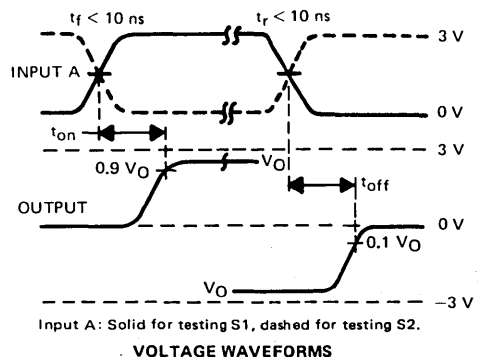 tf < 10 ns
tr < 10 ns
3 V
INPUT A
0 V
ton
3 V
0.9 VO
VO
toff
OUTPUT
0 V
0.1 VO
VO
−3 V
Input A: Solid for testing S1, dashed for testing S2.
VOLTAGE WAVEFORMS